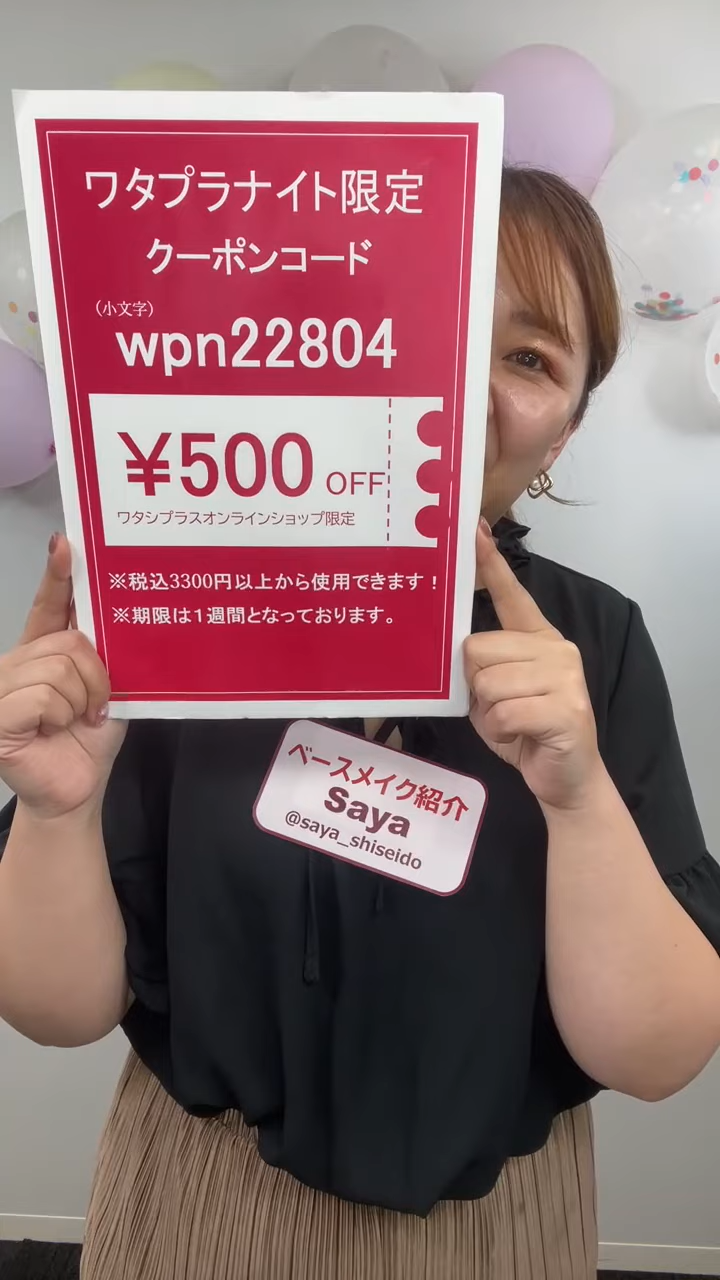 ワタプラナイト限定
クーポンコード
(小文字)
wpn22804
¥500 OFF
ワタシプラスオンラインショップ限定
※税込3300円以上から使用できます！
※期限は1週間となっております。
ベースメイク紹介
Saya
@saya_shiseido